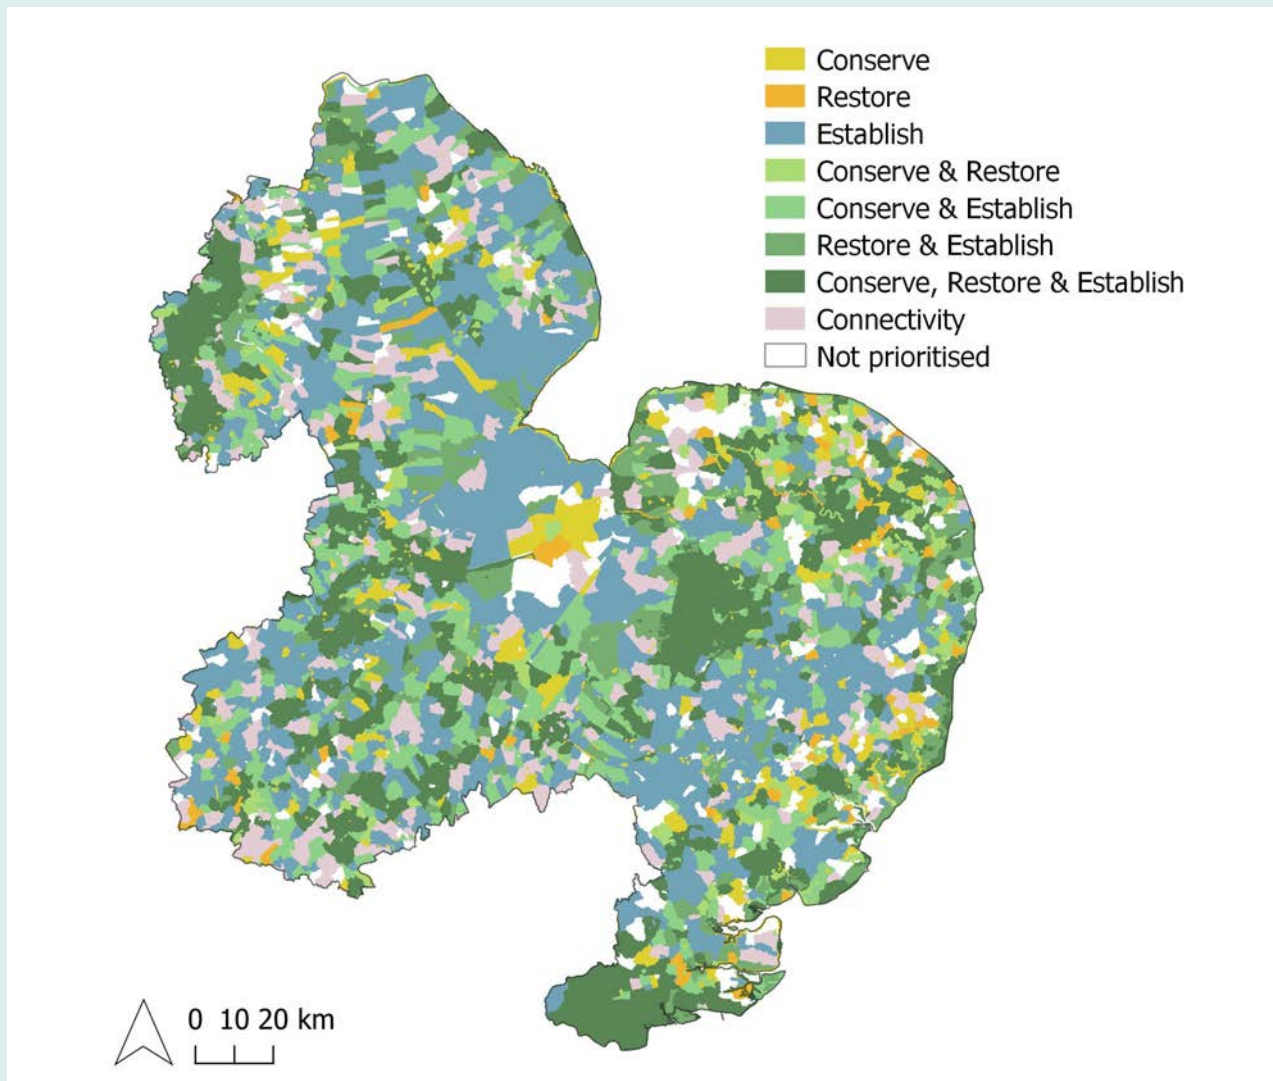 Conserve
Restore
Establish
Conserve & Restore
Conserve & Establish
Restore & Establish
Conserve, Restore & Establish
Connectivity
Not prioritised
0 10 20 km